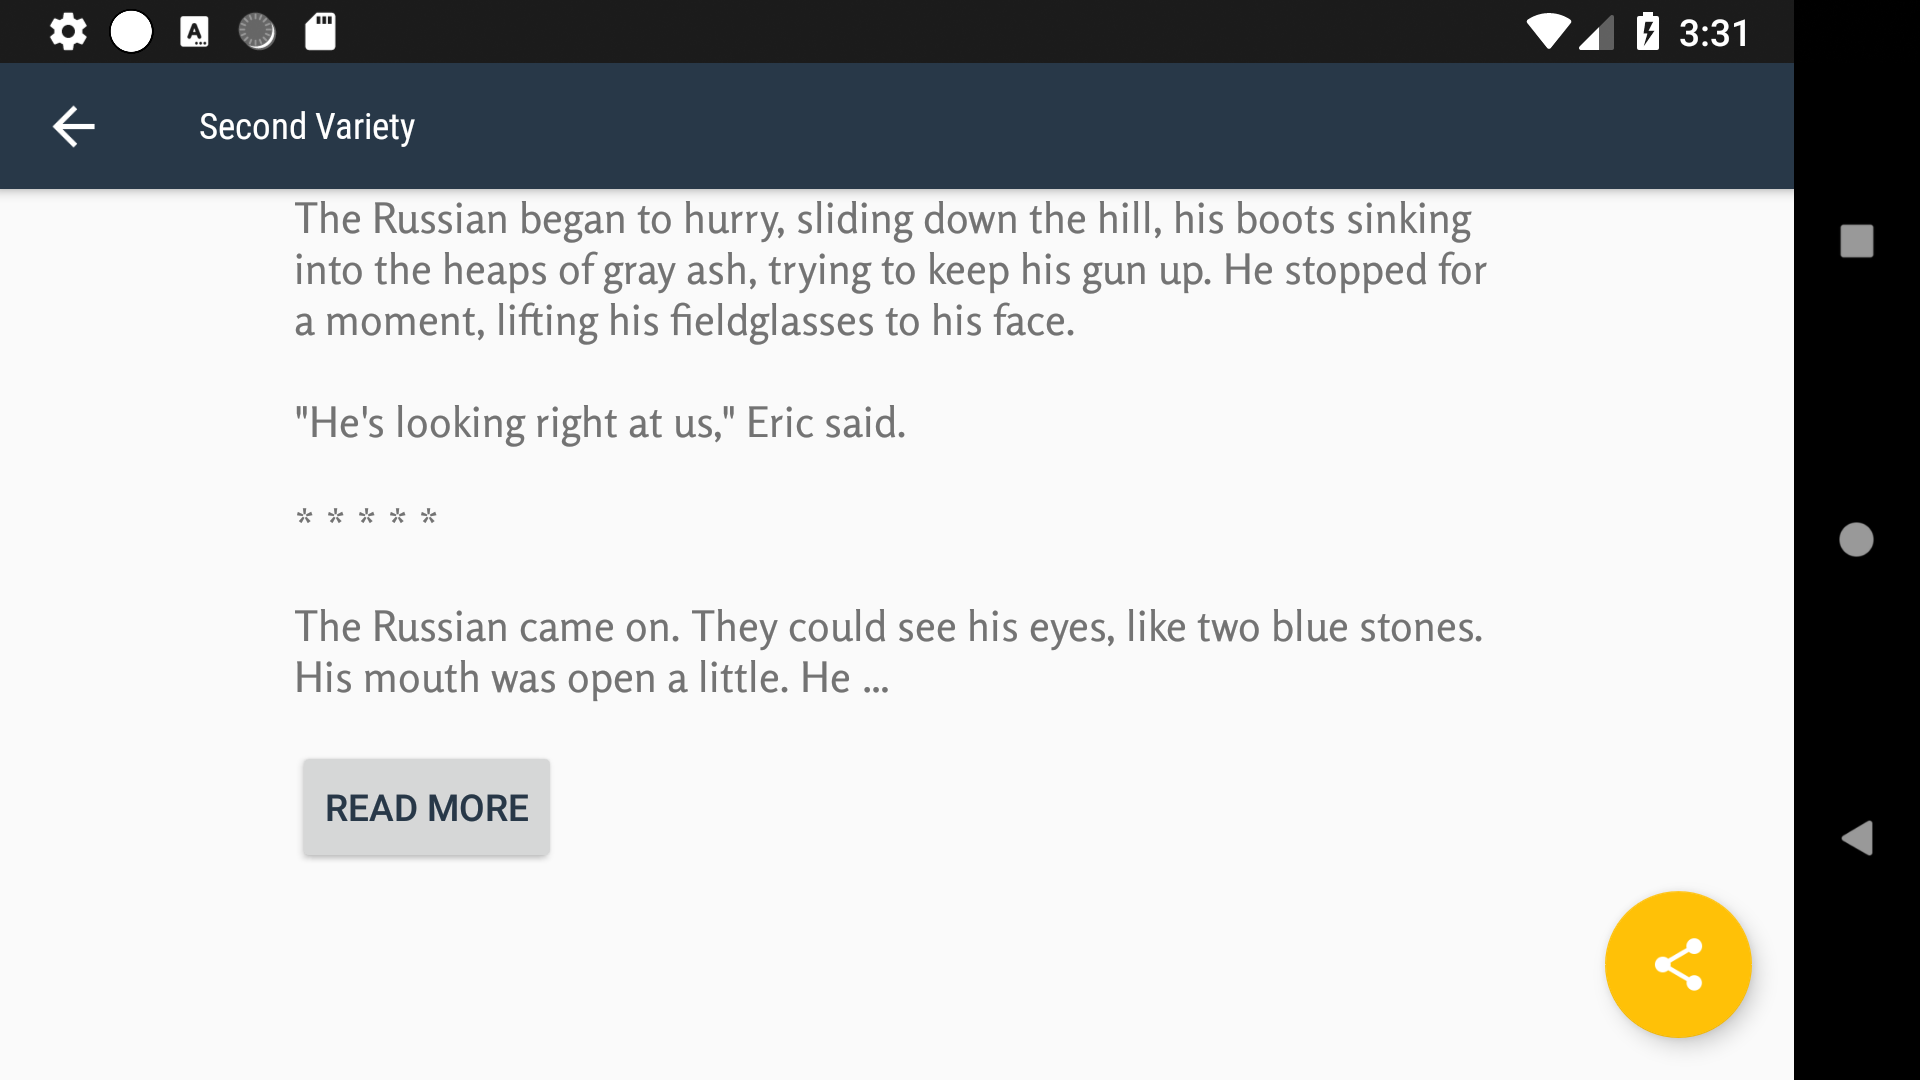 3:31
Second Variety
The Russian began to hurry, sliding down the hill, his boots sinking
into the heaps of gray ash, trying to keep his gun up. He stopped for
a moment, lifting his fieldglasses to his face.
"He's looking right at us," Eric said.
* * * * *
The Russian came on. They could see his eyes, like two blue stones.
His mouth was open a little. He ...
READ MORE